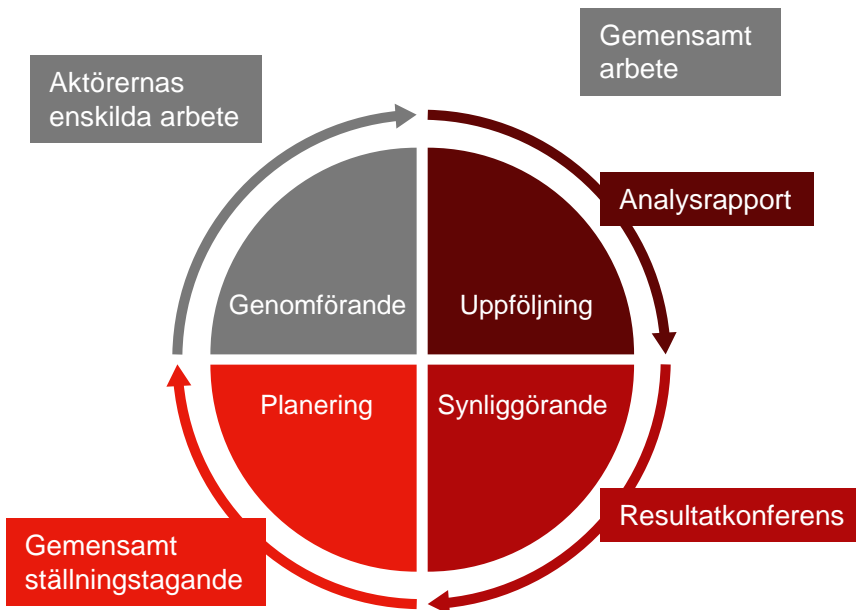 Gemensamt
arbete
Aktörernas
enskilda arbete
Analysrapport
Genomförande
Uppföljning
Planering
Synliggörande
Resultatkonferens
Gemensamt
ställningstagande